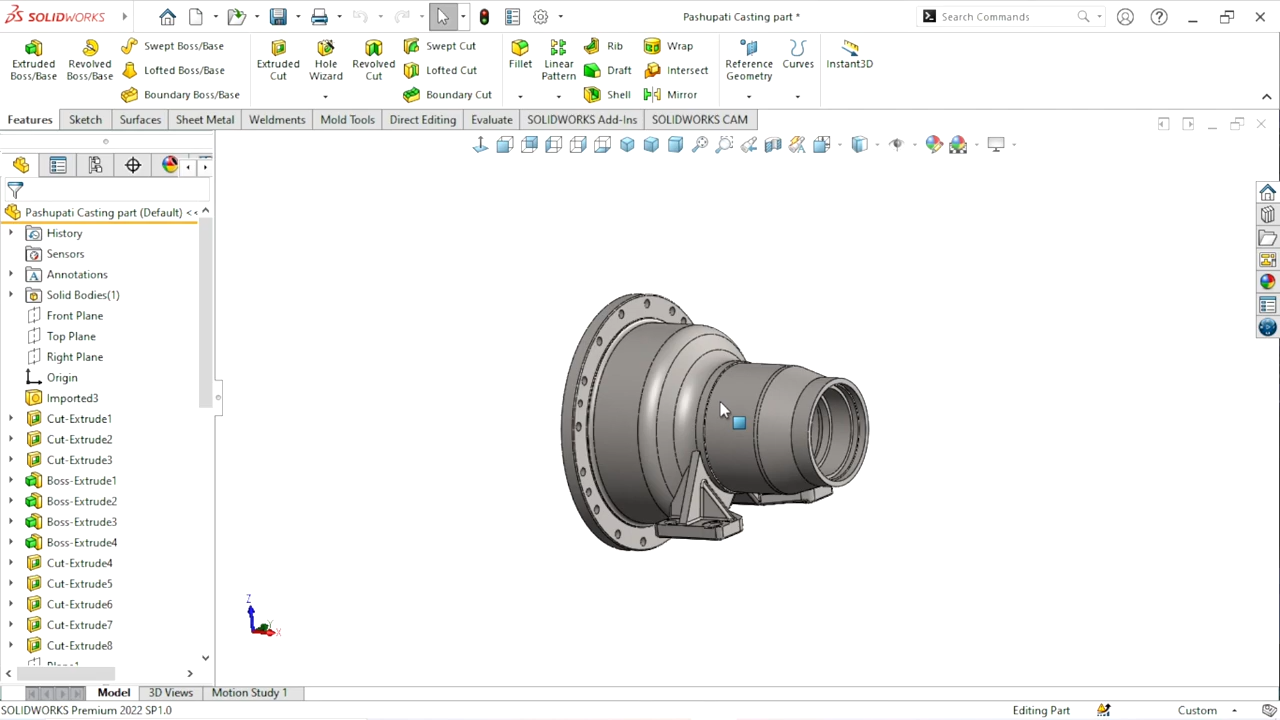 SOLIDWORKS
Pashupati Casting part *
Search Commands
Extruded Boss/Base
Revolved Boss/Base
Swept Boss/Base
Lofted Boss/Base
Boundary Boss/Base
Extruded Cut
Hole Wizard
Revolved Cut
Swept Cut
Lofted Cut
Boundary Cut
Fillet
Linear Pattern
Rib
Draft
Shell
Wrap
Intersect
Mirror
Reference Geometry
Curves
Instant3D
Features Sketch Surfaces Sheet Metal Weldments Mold Tools Direct Editing Evaluate SOLIDWORKS Add-Ins SOLIDWORKS CAM
Pashupati Casting part (Default) <<
History
Sensors
Annotations
Solid Bodies(1)
Front Plane
Top Plane
Right Plane
Origin
Imported3
Cut-Extrude1
Cut-Extrude2
Cut-Extrude3
Boss-Extrude1
Boss-Extrude2
Boss-Extrude3
Boss-Extrude4
Cut-Extrude4
Cut-Extrude5
Cut-Extrude6
Cut-Extrude7
Cut-Extrude8
Plane1
Z
Y
X
Model 3D Views Motion Study 1
SOLIDWORKS Premium 2022 SP1.0
Editing Part
Custom